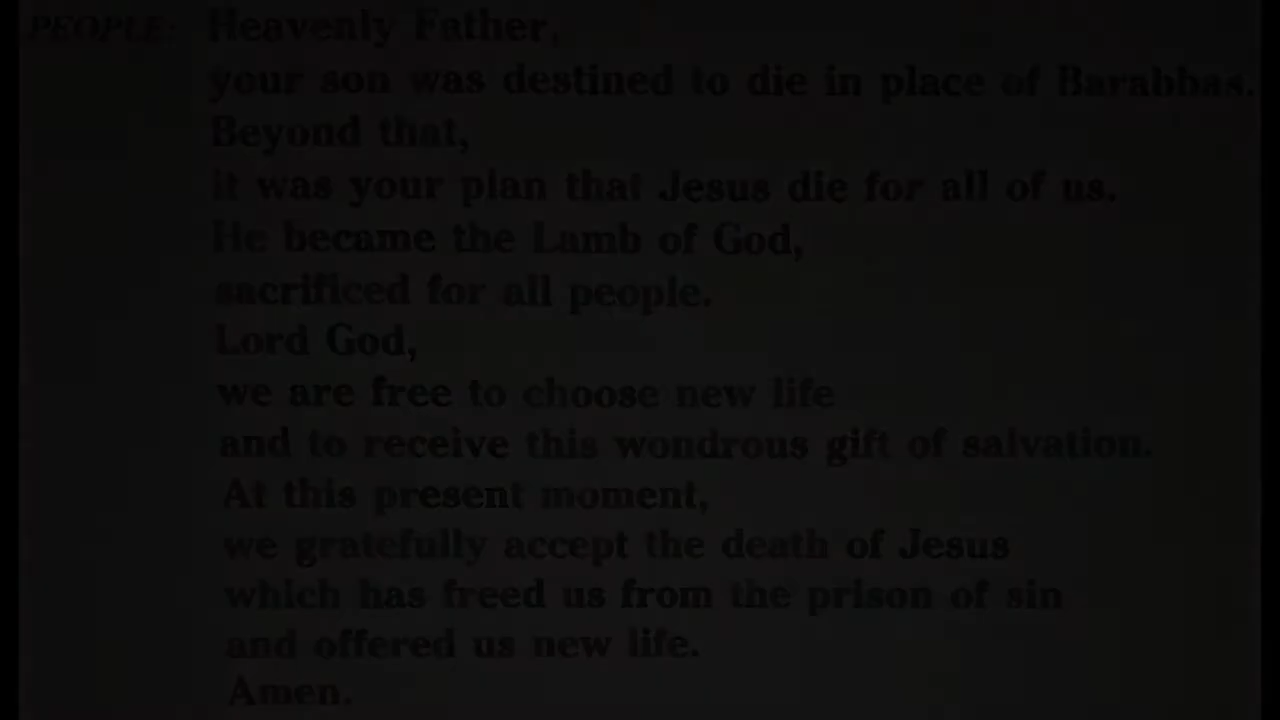 PEOPLE: Heavenly Father,
your son was destined to die in place of Barabbas.
Beyond that,
it was your plan that Jesus die for all of us.
He became the Lamb of God,
sacrificed for all people.
Lord God,
we are free to choose new life
and to receive this wondrous gift of salvation.
At this present moment,
we gratefully accept the death of Jesus
which has freed us from the prison of sin
and offered us new life.
Amen.